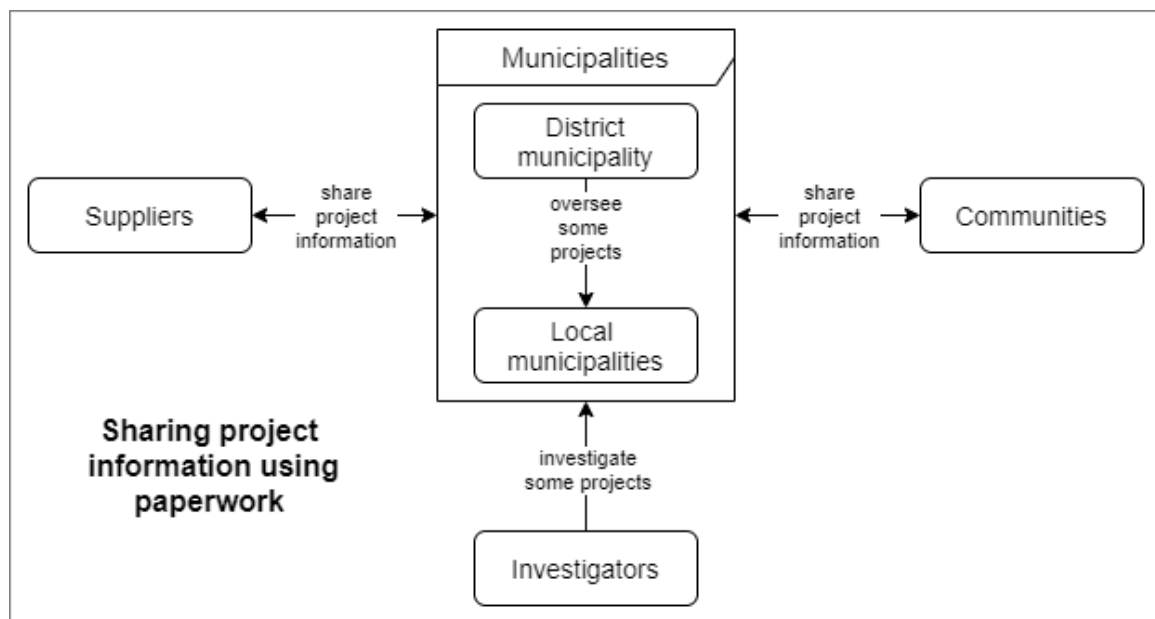 Municipalities
District
municipality
Suppliers
share
project
information
oversee
some
projects
share
project
information
Communities
Local
municipalities
Sharing project
information using
paperwork
investigate
some projects
Investigators